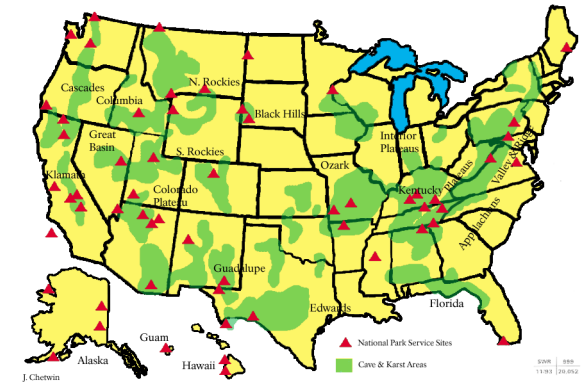 Cascades
Columbia
N. Rockies
Black Hills
Great
Basin
S. Rockies
Klamath
Colorado
Plateau
Interior
Plateaus
Ozark
Kentucky
Plateaus
Valley & Ridge
Appalachians
Guadalupe
Edwards
Florida
Alaska
Guam
Hawaii
National Park Service Sites
Cave & Karst Areas
J. Chetwin